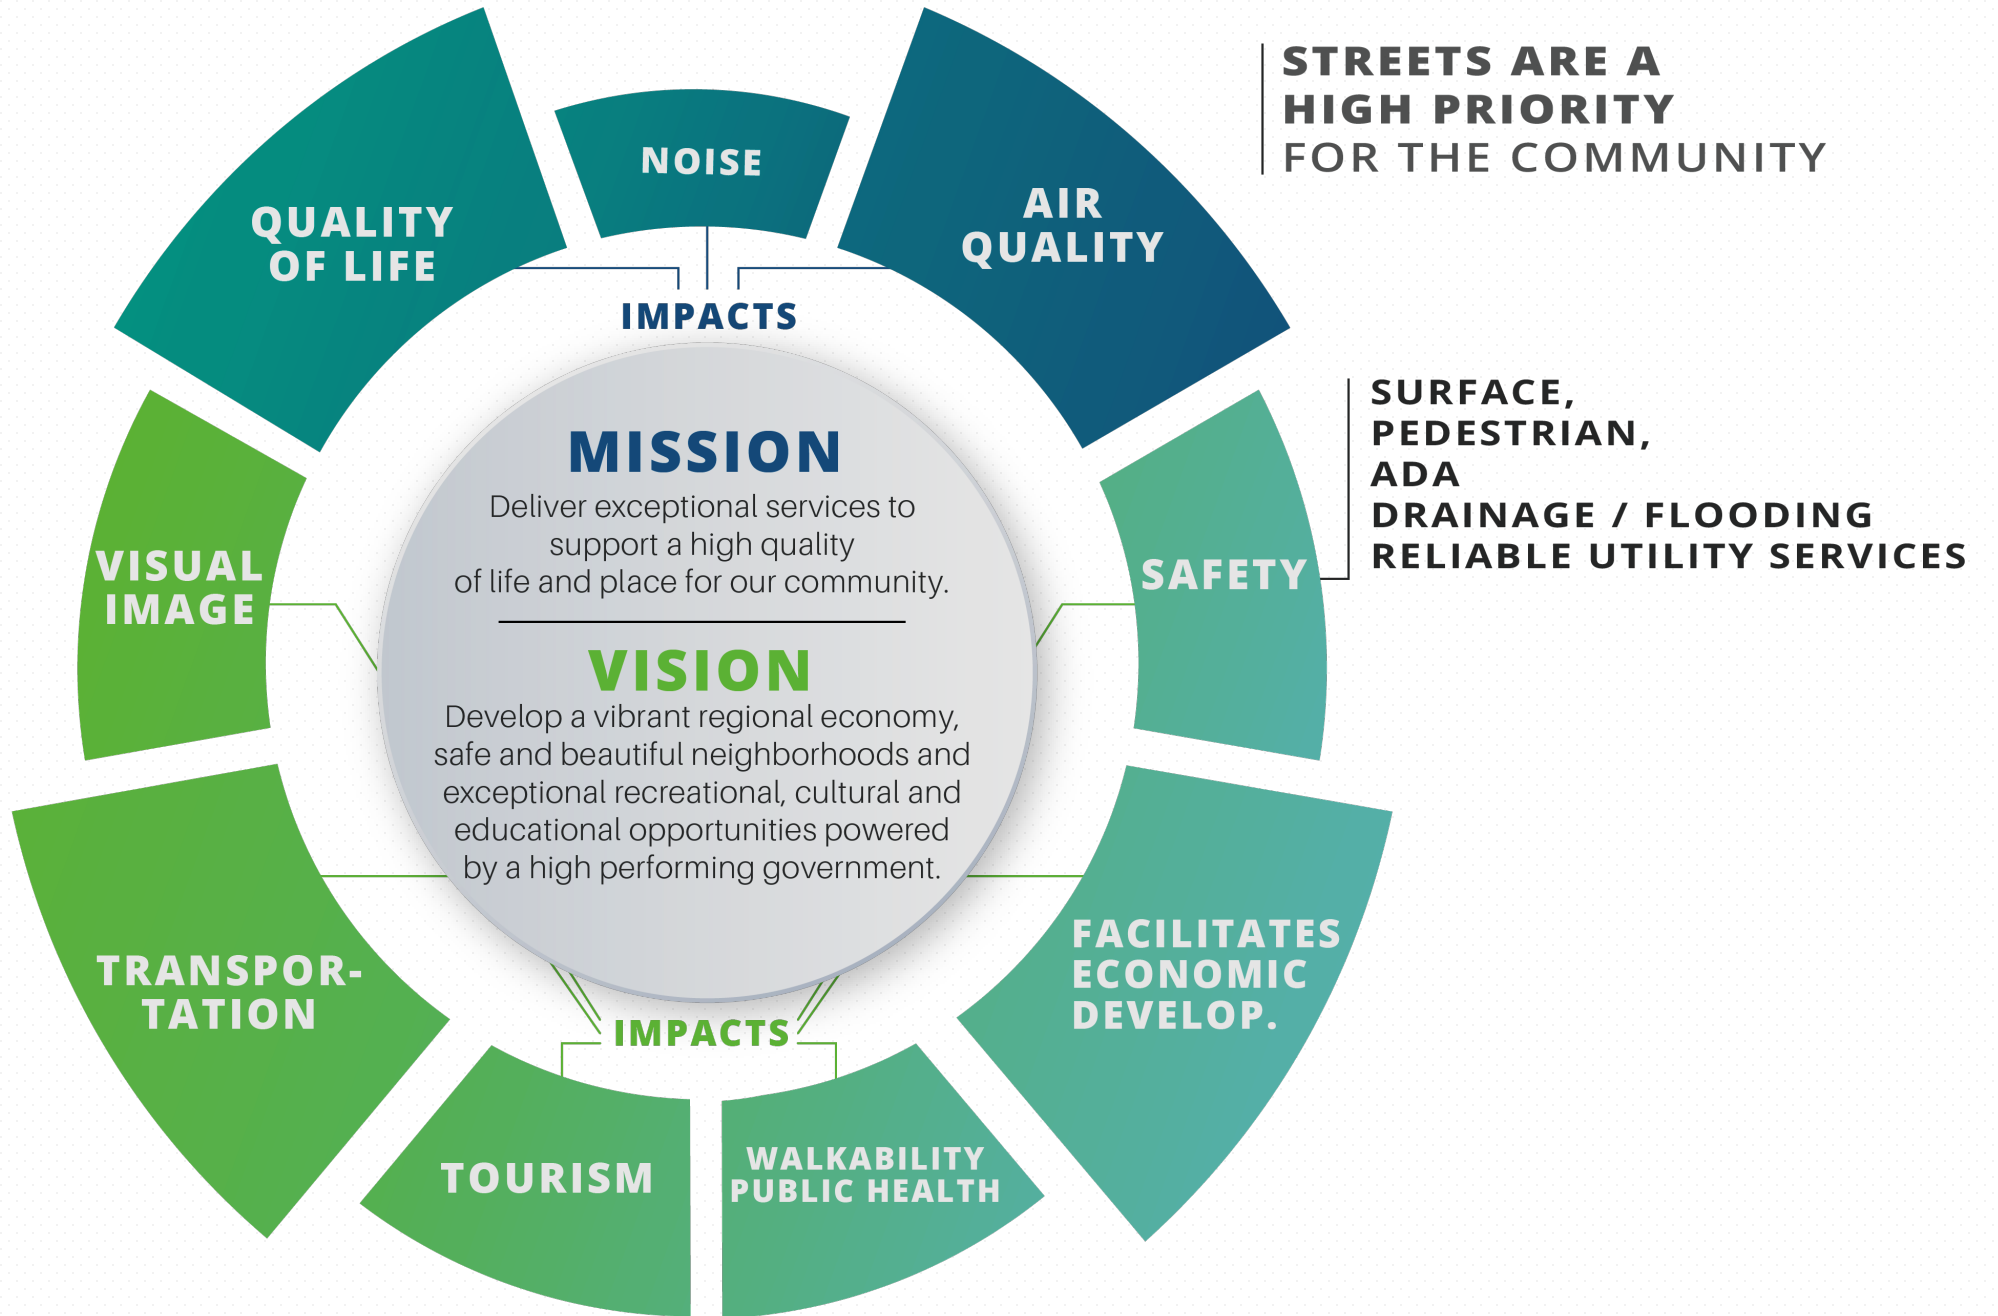 STREETS ARE A
HIGH PRIORITY
FOR THE COMMUNITY
NOISE
QUALITY
OF LIFE
AIR
QUALITY
IMPACTS
SURFACE,
PEDESTRIAN,
ADA
DRAINAGE / FLOODING
RELIABLE UTILITY SERVICES
MISSION
Deliver exceptional services to
support a high quality
of life and place for our community.
VISUAL
IMAGE
SAFETY
VISION
Develop a vibrant regional economy,
safe and beautiful neighborhoods and
exceptional recreational, cultural and
educational opportunities powered
by a high performing government.
TRANSPOR-
TATION
FACILITATES
ECONOMIC
DEVELOP.
IMPACTS
TOURISM
WALKABILITY
PUBLIC HEALTH